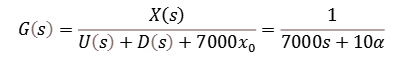 G(s) = X(s) / (U(s) + D(s) + 7000x₀) = 1 / (7000s + 10α)